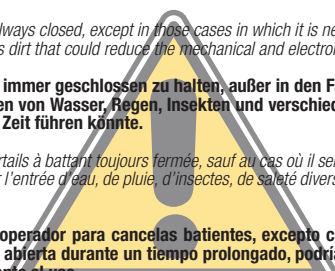 lways closed, except in those cases in which it is ne
s dirt that could reduce the mechanical and electron
immer geschlossen zu halten, außer in den F
en von Wasser, Regen, Insekten und verschied
Zeit führen könnte.
rtails à battant toujours fermée, sauf au cas où il se
r l'entrée d'eau, de pluie, d'insectes, de saleté divers
operador para cancelas batientes, excepto c
abierta durante un tiempo prolongado, podrí